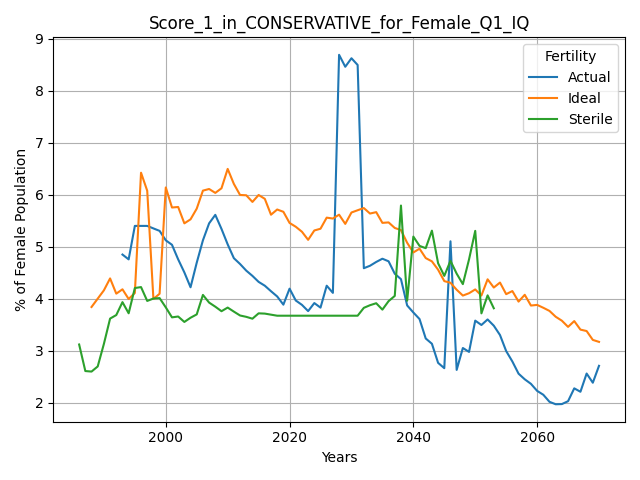 Score_1_in_CONSERVATIVE_for_Female_Q1_IQ
Fertility
Actual
Ideal
Sterile
% of Female Population
9
8
7
6
5
4
3
2
2000
2020
2040
2060
Years